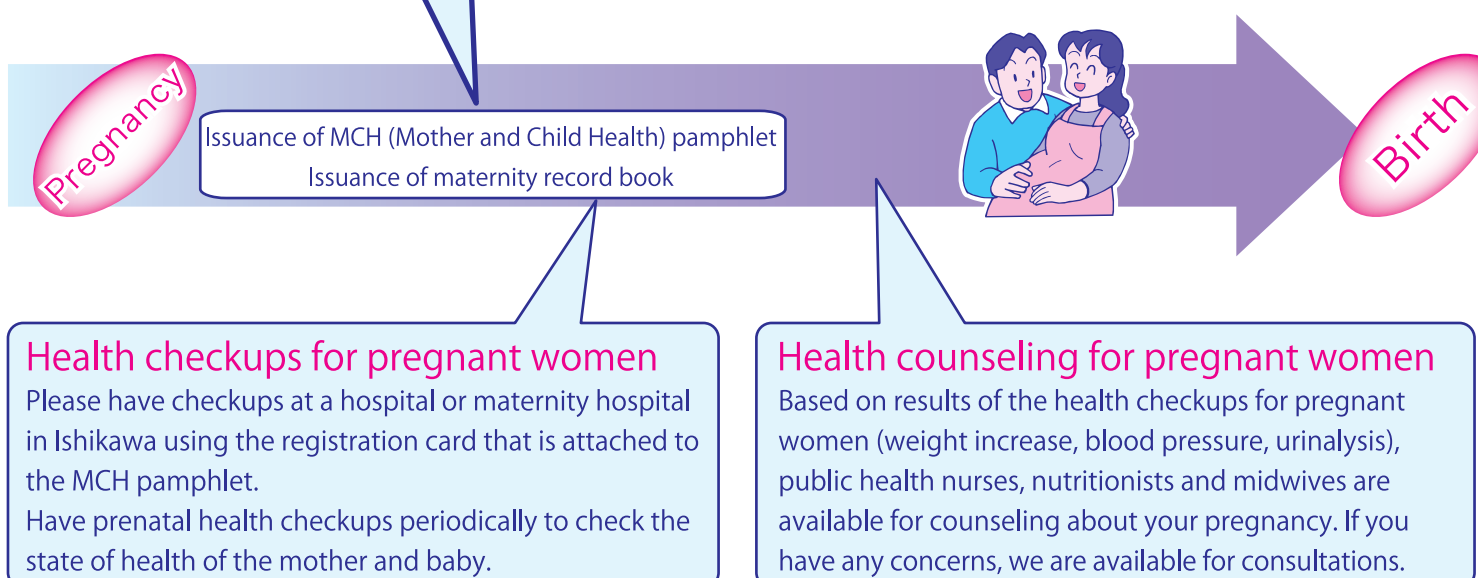 Pregnancy
Issuance of MCH (Mother and Child Health) pamphlet
Issuance of maternity record book
Birth
Health checkups for pregnant women
Please have checkups at a hospital or maternity hospital
in Ishikawa using the registration card that is attached to
the MCH pamphlet.
Have prenatal health checkups periodically to check the
state of health of the mother and baby.
Health counseling for pregnant women
Based on results of the health checkups for pregnant
women (weight increase, blood pressure, urinalysis),
public health nurses, nutritionists and midwives are
available for counseling about your pregnancy. If you
have any concerns, we are available for consultations.